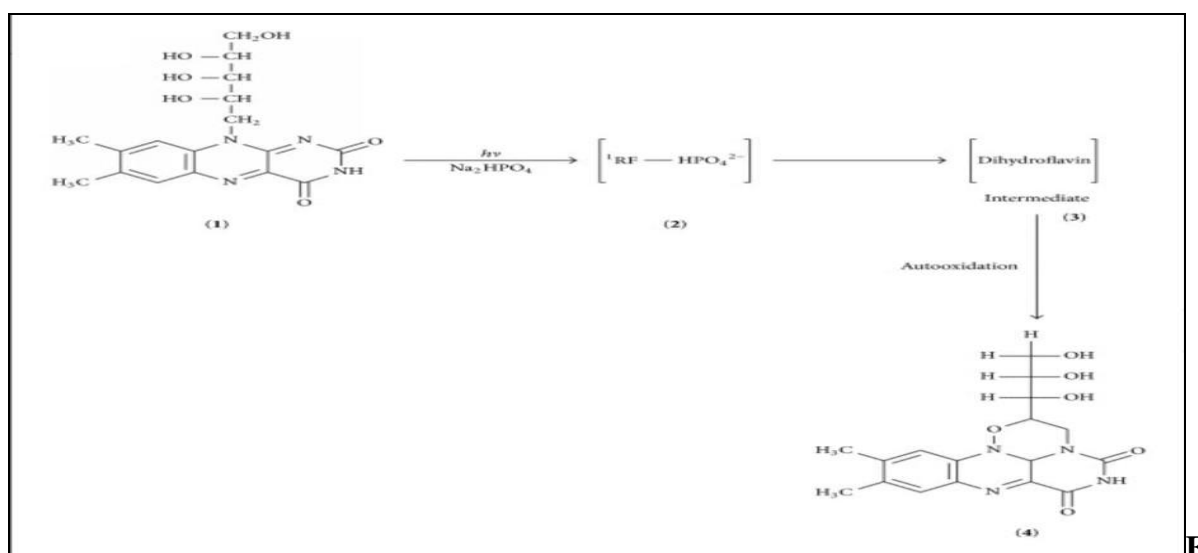 CH₂OH
HO — CH
HO — CH
HO — CH
CH₂
H₃C
H₃C
N
N
O
NH
N
O
(1)
hν
Na₂HPO₄
[¹RF — HPO₄²⁻]
(2)
[Dihydroflavin]
Intermediate
(3)
Autooxidation
H
H — OH
H — OH
H — OH
O
H₃C
H₃C
N
N
O
NH
N
O
(4)